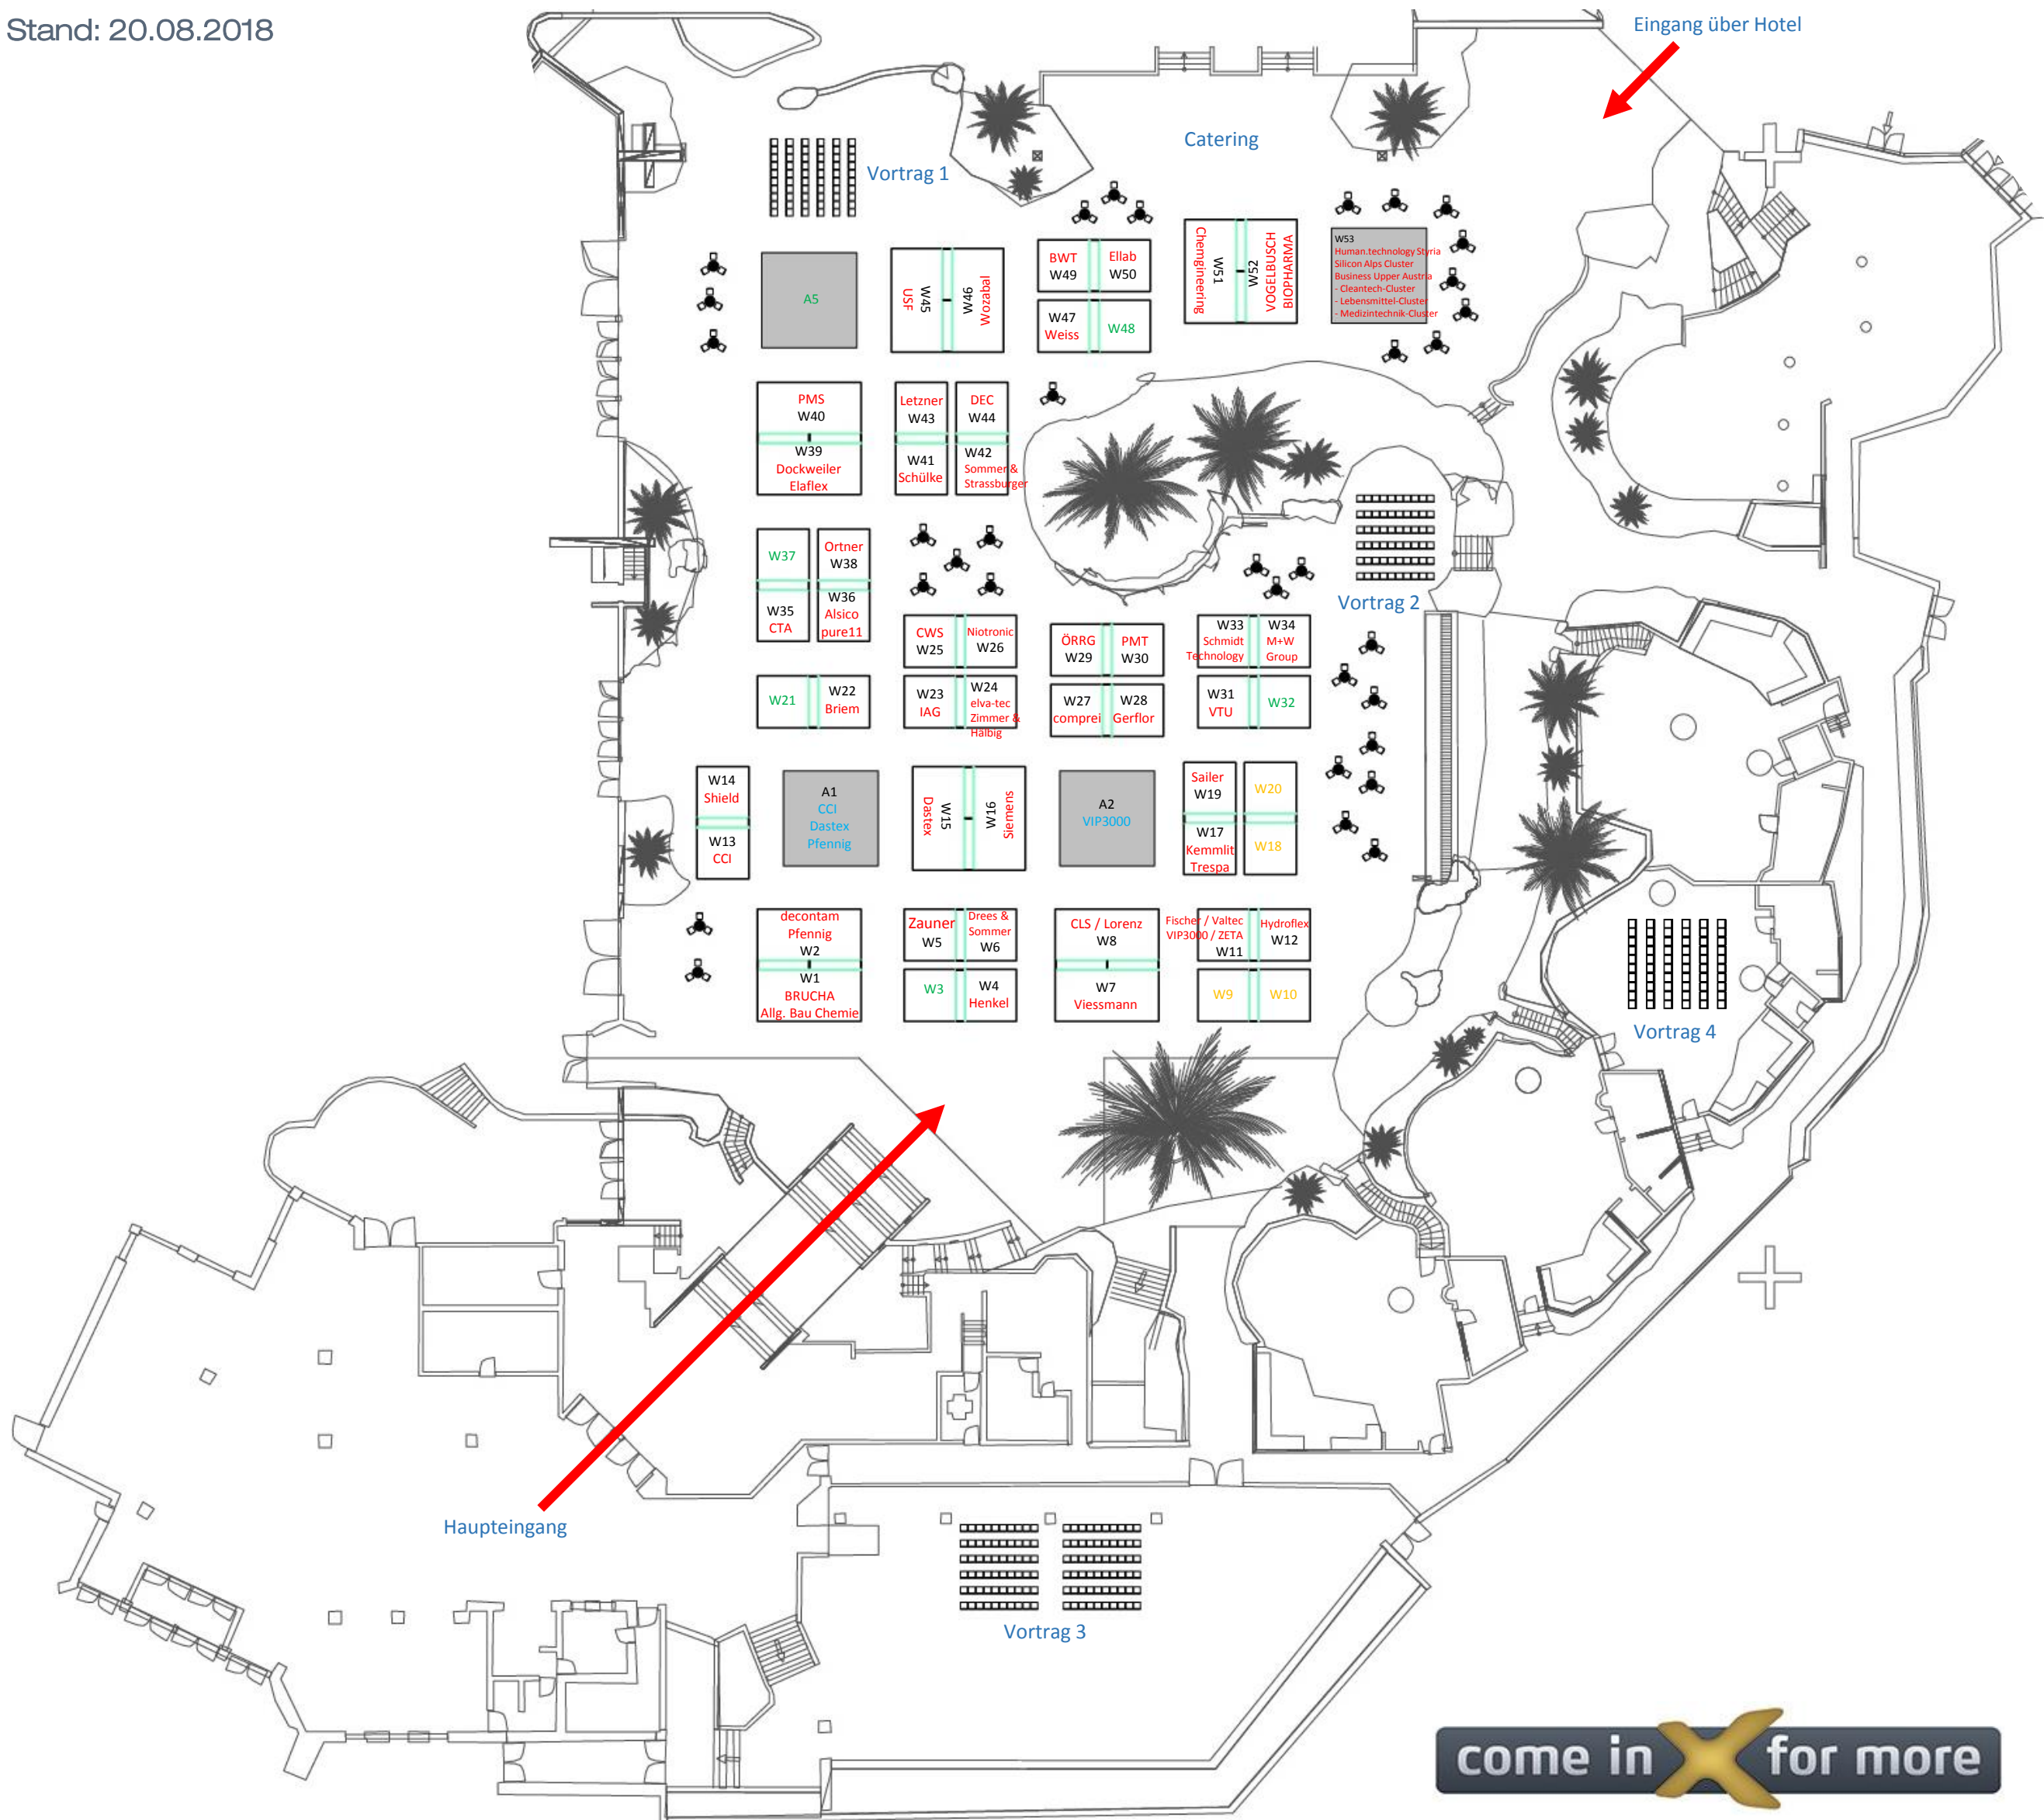 Stand: 20.08.2018
Eingang über Hotel
Catering
Vortrag 1
A5
USF
W45
W46
Wozabal
BWT
W49
Ellab
W50
W47
Weiss
W48
Chemgineering
W51
W52
VOGELBUSCH
BIOPHARMA
W53
Human.technology Styria
Silicon Alps Cluster
Business Upper Austria
- Cleantech-Cluster
- Lebensmittel-Cluster
- Medizintechnik-Cluster
PMS
W40
W39
Dockweiler
Elaflex
Letzner
W43
W41
Schülke
DEC
W44
W42
Sommer &
Strassburger
W37
W35
CTA
Ortner
W38
W36
Alsico
pure11
Vortrag 2
CWS
W25
Niotronic
W26
W23
IAG
W24
elva-tec
Zimmer &
Hälbig
ÖRRG
W29
PMT
W30
W27
comprei
W28
Gerflor
W33
Schmidt
Technology
W34
M+W
Group
W31
VTU
W32
W21
W22
Briem
W14
Shield
W13
CCI
A1
CCI
Dastex
Pfennig
Dastex
W15
W16
Siemens
A2
VIP3000
Sailer
W19
W17
Kemmlit
Trespa
W20
W18
decontam
Pfennig
W2
W1
BRUCHA
Allg. Bau Chemie
Zauner
W5
Drees &
Sommer
W6
W3
W4
Henkel
CLS / Lorenz
W8
W7
Viessmann
Fischer / Valtec
VIP3000 / ZETA
W11
Hydroflex
W12
W9
W10
Vortrag 4
Haupteingang
Vortrag 3
come in X for more